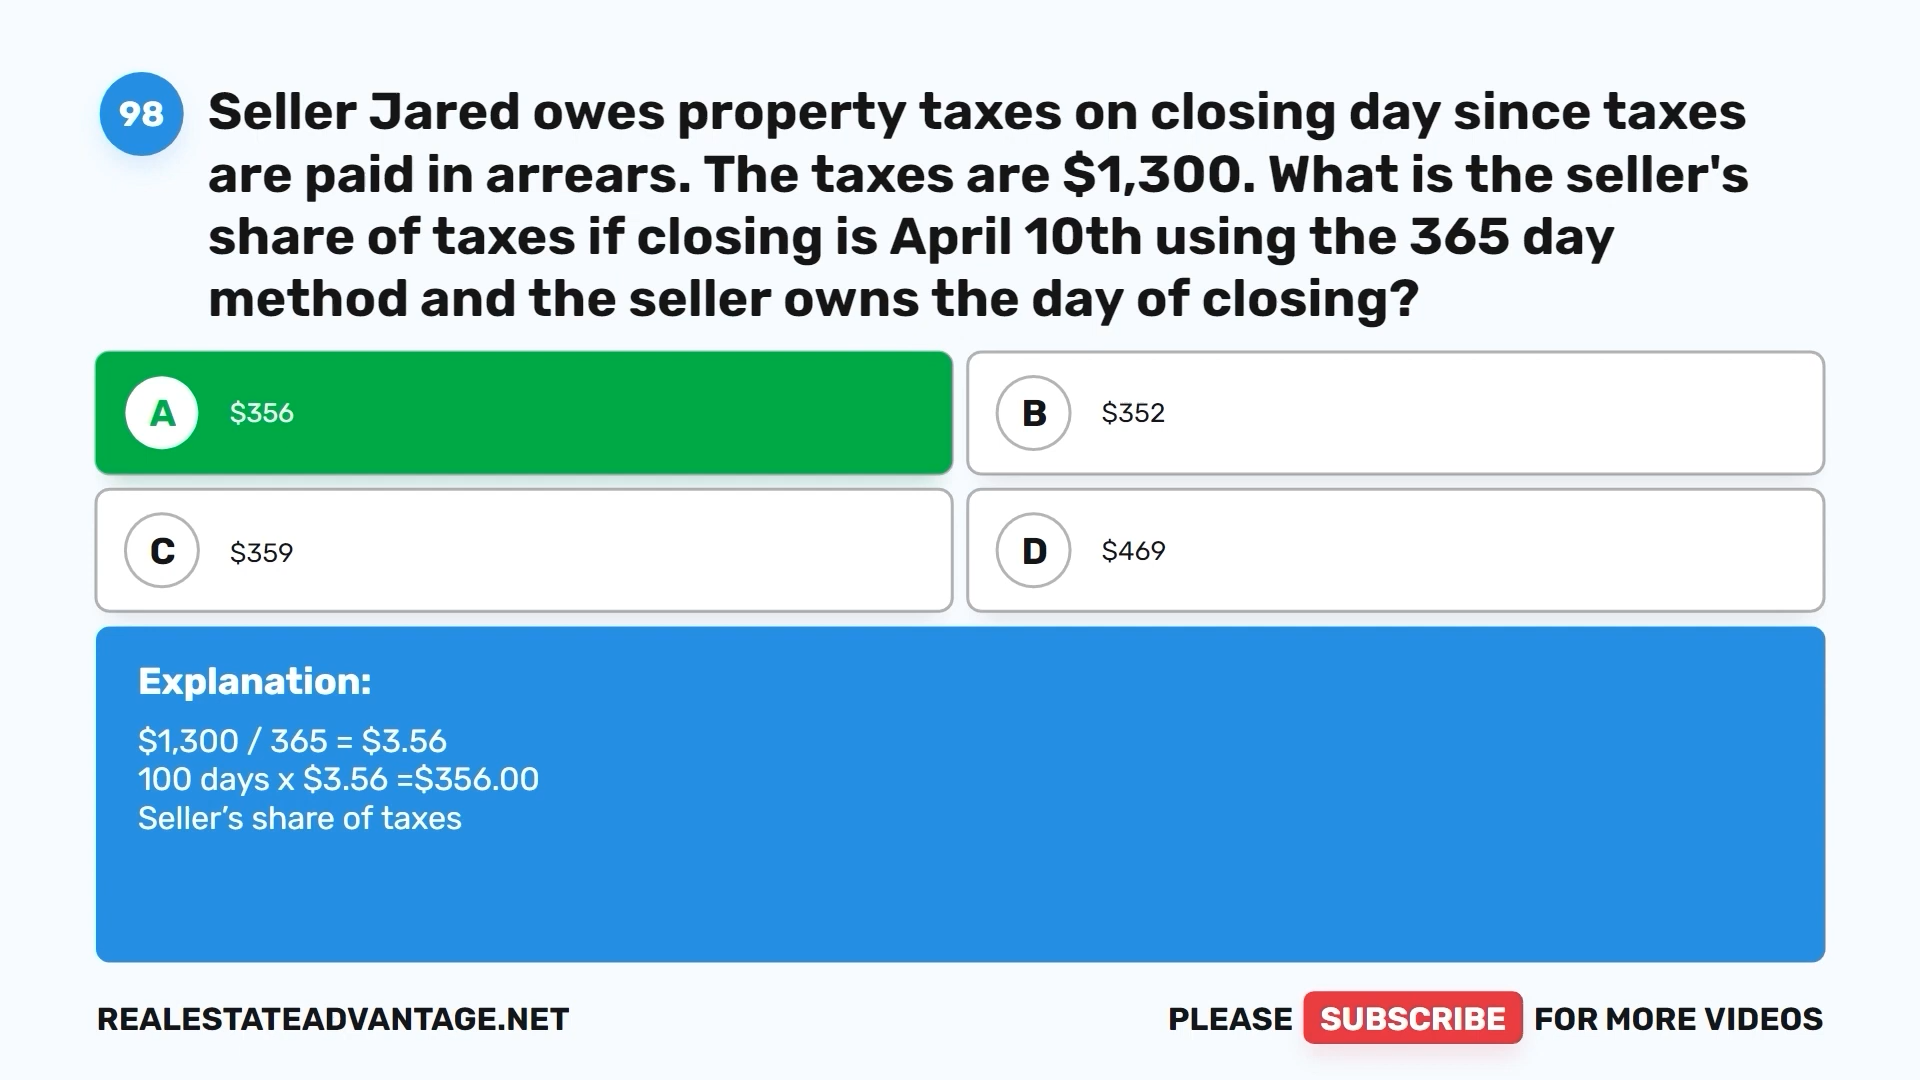 98
Seller Jared owes property taxes on closing day since taxes
are paid in arrears. The taxes are $1,300. What is the seller's
share of taxes if closing is April 10th using the 365 day
method and the seller owns the day of closing?
A $356
B $352
C $359
D $469
Explanation:
$1,300 / 365 = $3.56
100 days x $3.56 =$356.00
Seller’s share of taxes
REALESTATEADVANTAGE.NET
PLEASE SUBSCRIBE FOR MORE VIDEOS